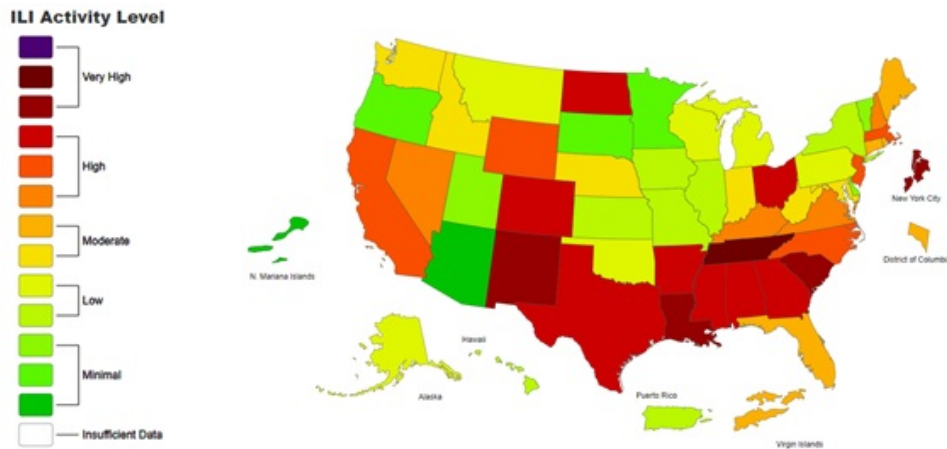 ILI Activity Level
Very High
High
Moderate
Low
Minimal
Insufficient Data
N. Mariana Islands
New York City
District of Columbia
Hawaii
Alaska
Puerto Rico
Virgin Islands